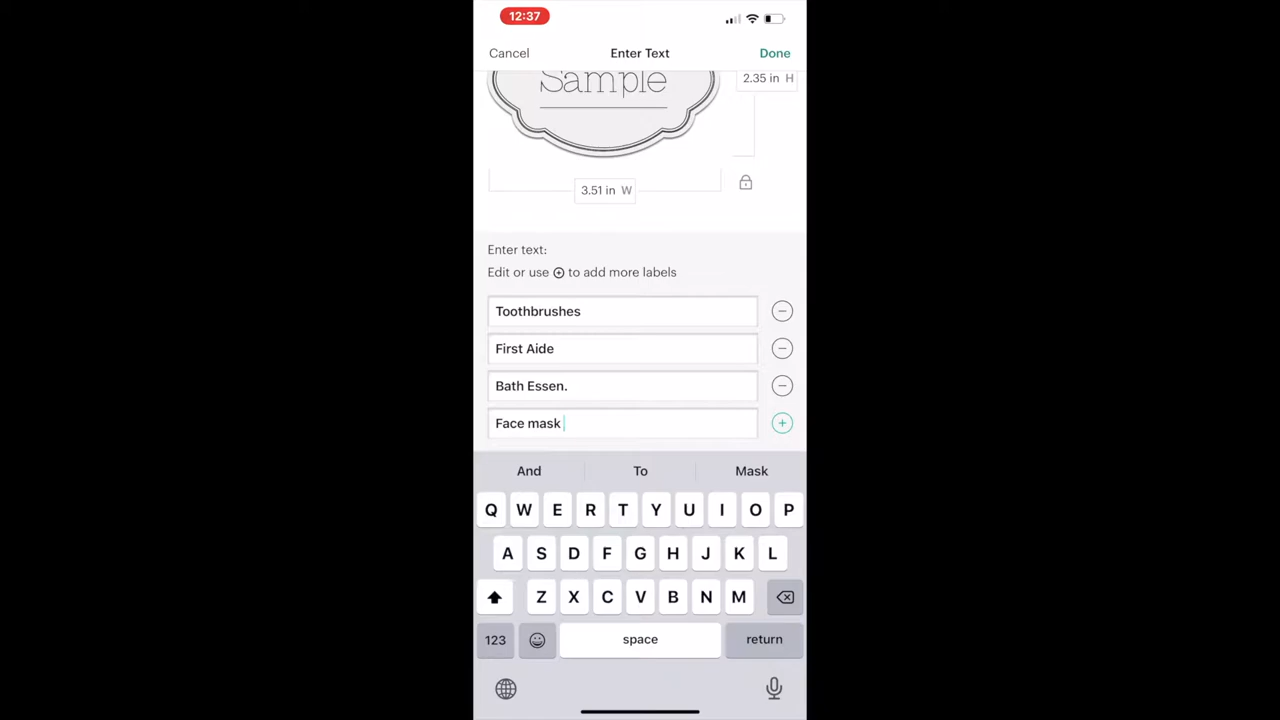 12:37
Cancel Enter Text Done
Sample
2.35 in H
3.51 in W
Enter text:
Edit or use + to add more labels
Toothbrushes
First Aide
Bath Essen.
Face mask
And To Mask
Q W E R T Y U I O P
A S D F G H J K L
Z X C V B N M
123 space return